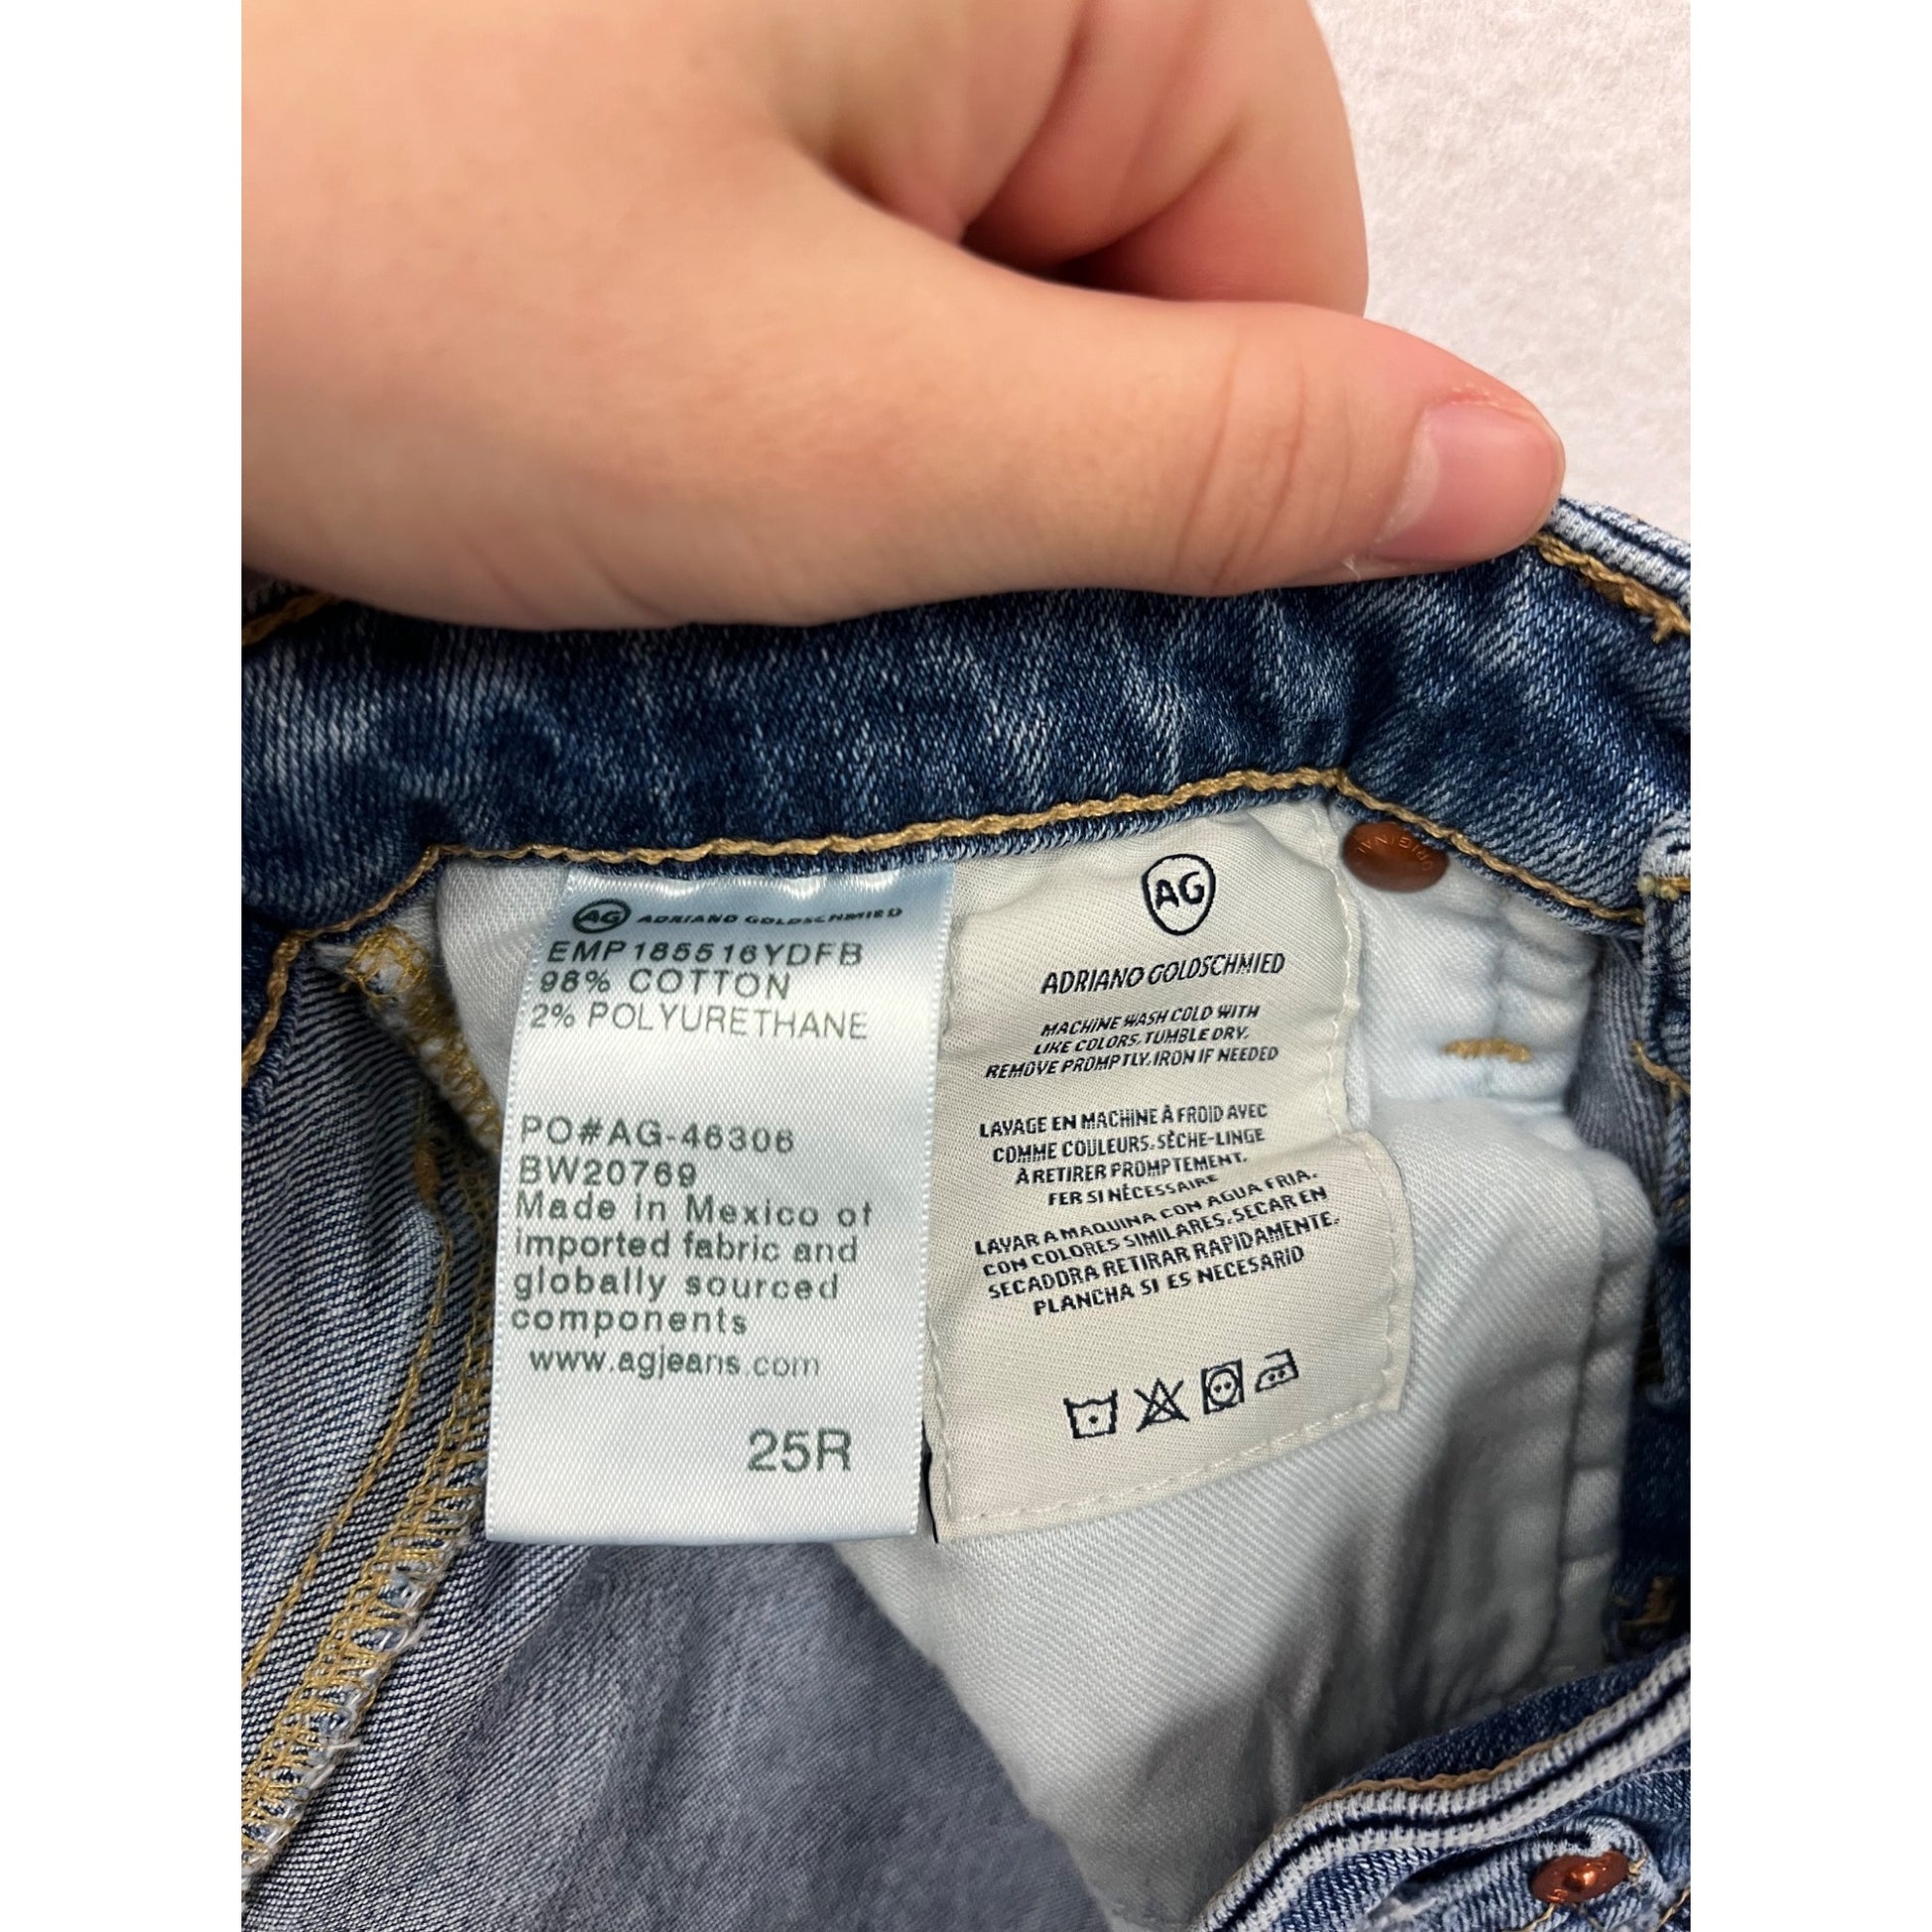 AG ADRIANO GOLDSCHMIED
EMP185516YDFB
98% COTTON
2% POLYURETHANE
PO#AG-46306
BW20769
Made in Mexico of
imported fabric and
globally sourced
components
www.agjeans.com
25R
AG
ADRIANO GOLDSCHMIED
MACHINE WASH COLD WITH
LIKE COLORS. TUMBLE DRY.
REMOVE PROMPTLY. IRON IF NEEDED
LAVAGE EN MACHINE À FROID AVEC
COMME COULEURS. SÈCHE-LINGE
À RETIRER PROMPTEMENT.
FER SI NÉCESSAIRE
LAVAR A MAQUINA CON AGUA FRIA.
CON COLORES SIMILARES. SECAR EN
SECADORA RETIRAR RAPIDAMENTE.
PLANCHA SI ES NECESARIO
ORIGINAL